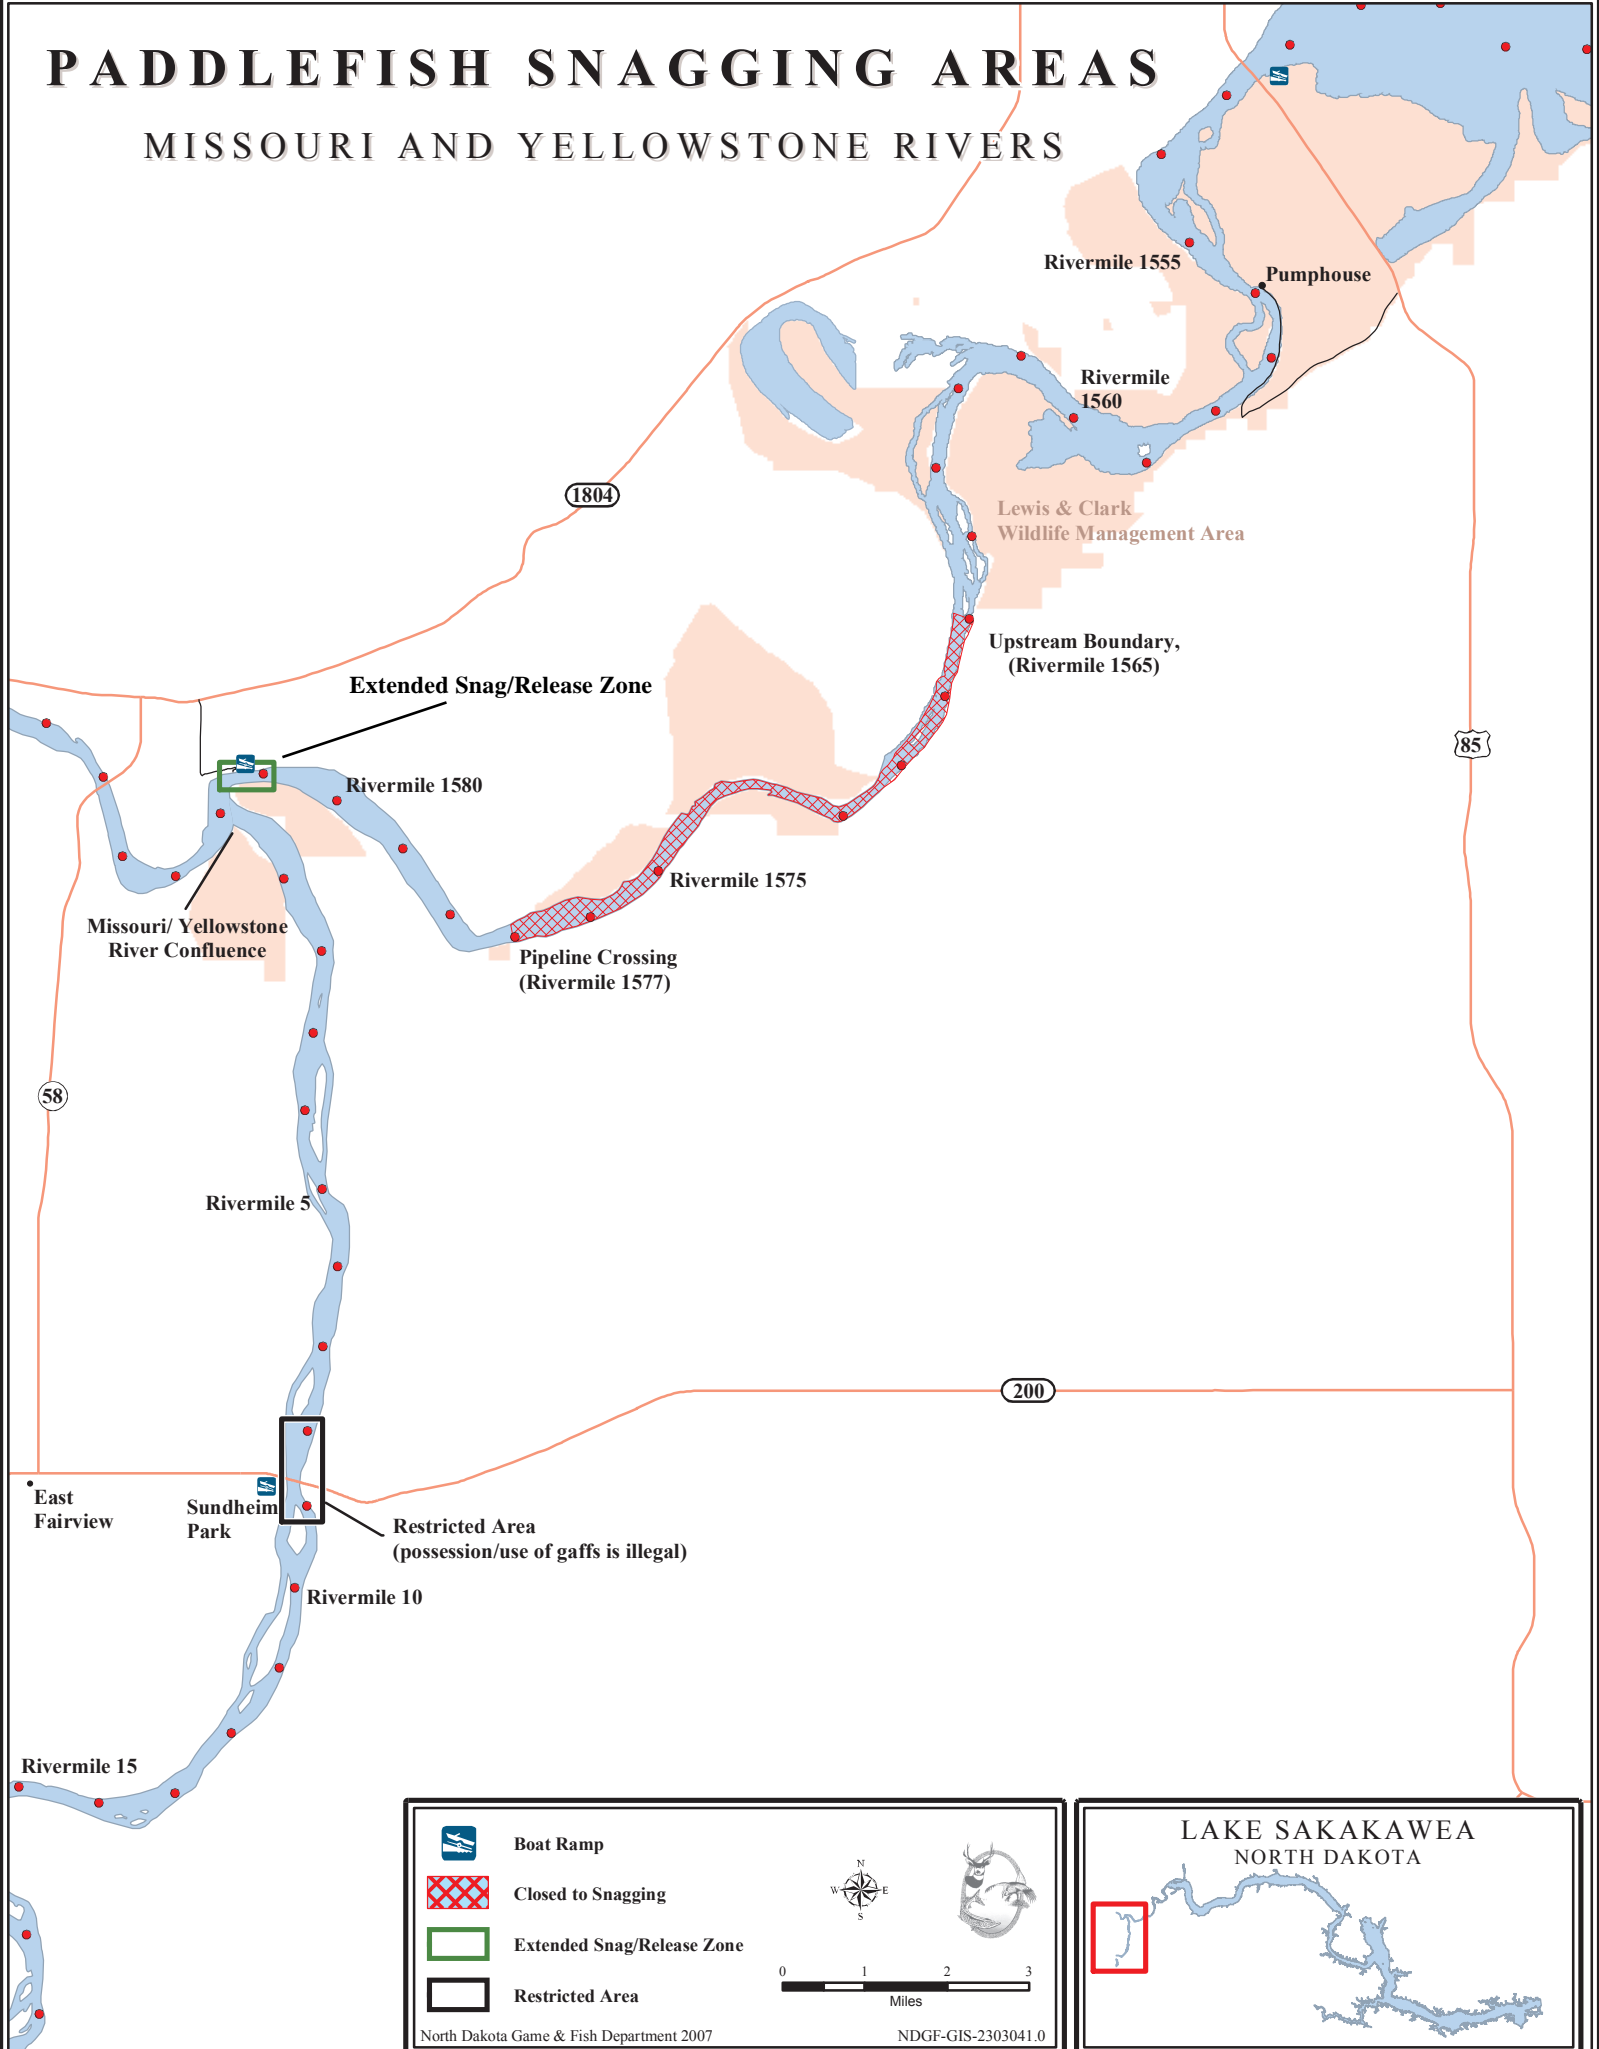 PADDLEFISH SNAGGING AREAS
MISSOURI AND YELLOWSTONE RIVERS
Rivermile 1555
Pumphouse
Rivermile
1560
1804
Lewis & Clark
Wildlife Management Area
Upstream Boundary,
(Rivermile 1565)
Extended Snag/Release Zone
85
Rivermile 1580
Rivermile 1575
Missouri/ Yellowstone
River Confluence
Pipeline Crossing
(Rivermile 1577)
58
Rivermile 5
200
East
Fairview
Sundheim
Park
Restricted Area
(possession/use of gaffs is illegal)
Rivermile 10
Rivermile 15
Boat Ramp
Closed to Snagging
Extended Snag/Release Zone
Restricted Area
N
W
E
S
0 1 2 3
Miles
North Dakota Game & Fish Department 2007
NDGF-GIS-2303041.0
LAKE SAKAKAWEA
NORTH DAKOTA